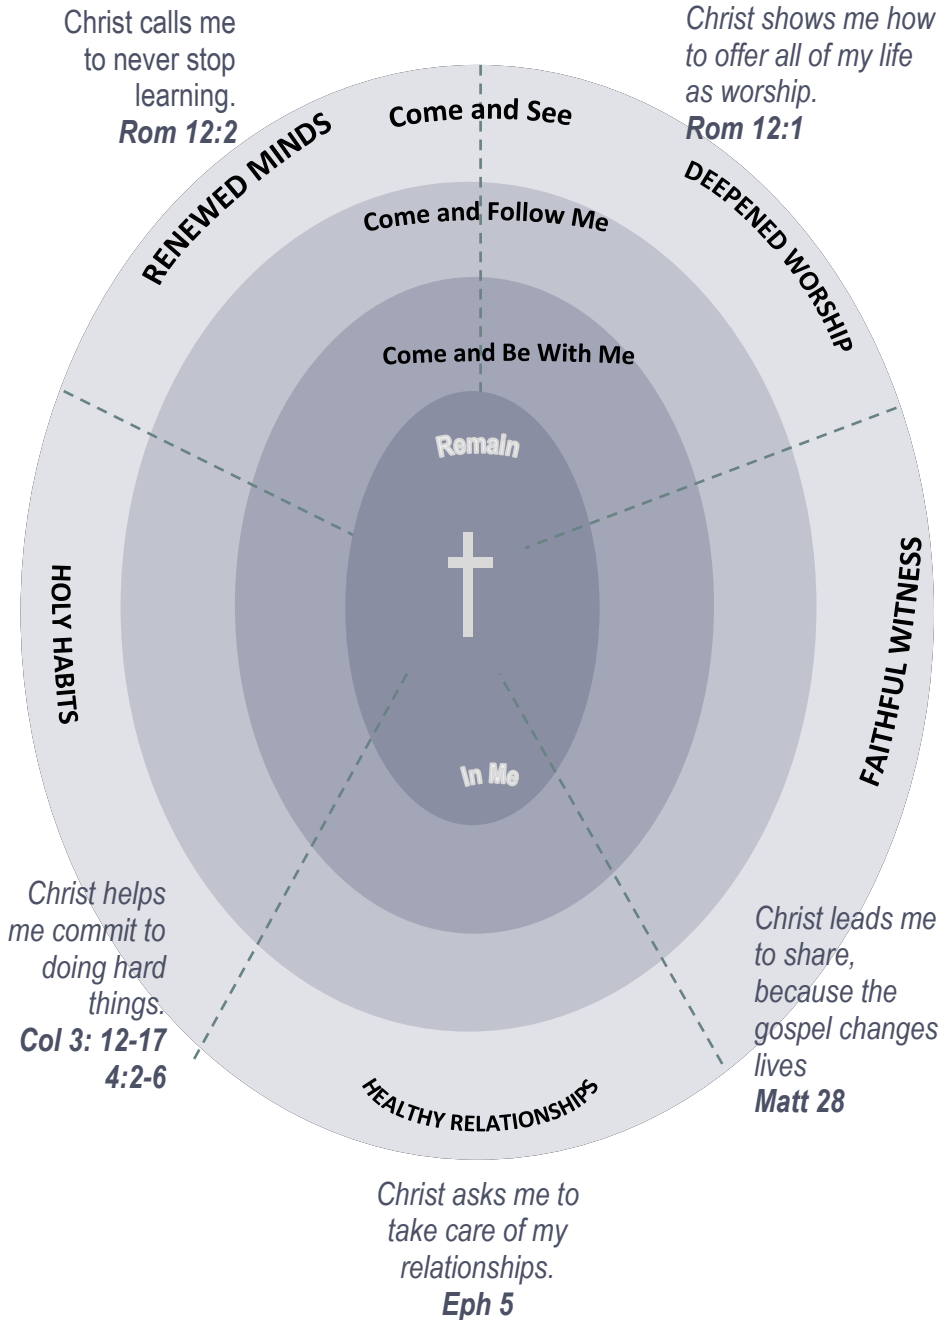 Christ calls me
to never stop
learning.
Rom 12:2
Christ shows me how
to offer all of my life
as worship.
Rom 12:1
Come and See
RENEWED MINDS
DEEPENED WORSHIP
Come and Follow Me
Come and Be With Me
Remain
In Me
HOLY HABITS
FAITHFUL WITNESS
Christ helps
me commit to
doing hard
things.
Col 3: 12-17
4:2-6
Christ leads me
to share,
because the
gospel changes
lives
Matt 28
HEALTHY RELATIONSHIPS
Christ asks me to
take care of my
relationships.
Eph 5